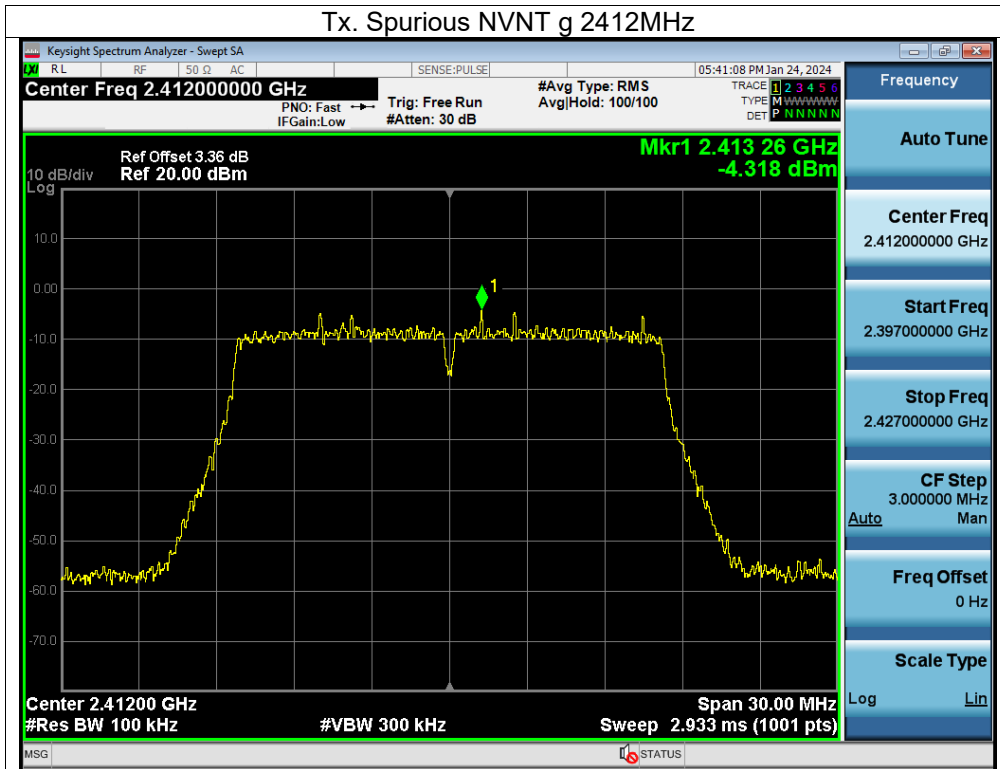 Tx. Spurious NVNT g 2412MHz
Keysight Spectrum Analyzer - Swept SA
LXI RL RF 50 Ω AC SENSE:PULSE 05:41:08 PM Jan 24, 2024
Center Freq 2.412000000 GHz
PNO: Fast
IFGain:Low
Trig: Free Run
#Atten: 30 dB
#Avg Type: RMS
Avg|Hold: 100/100
TRACE 1 2 3 4 5 6
TYPE M WWWWW
DET P N N N N N
Mkr1 2.413 26 GHz
-4.318 dBm
Ref Offset 3.36 dB
10 dB/div Ref 20.00 dBm
Log
10.0
0.00
-10.0
-20.0
-30.0
-40.0
-50.0
-60.0
-70.0
1
Center 2.41200 GHz Span 30.00 MHz
#Res BW 100 kHz #VBW 300 kHz Sweep 2.933 ms (1001 pts)
MSG STATUS
Frequency
Auto Tune
Center Freq
2.412000000 GHz
Start Freq
2.397000000 GHz
Stop Freq
2.427000000 GHz
CF Step
3.000000 MHz
Auto Man
Freq Offset
0 Hz
Scale Type
Log Lin